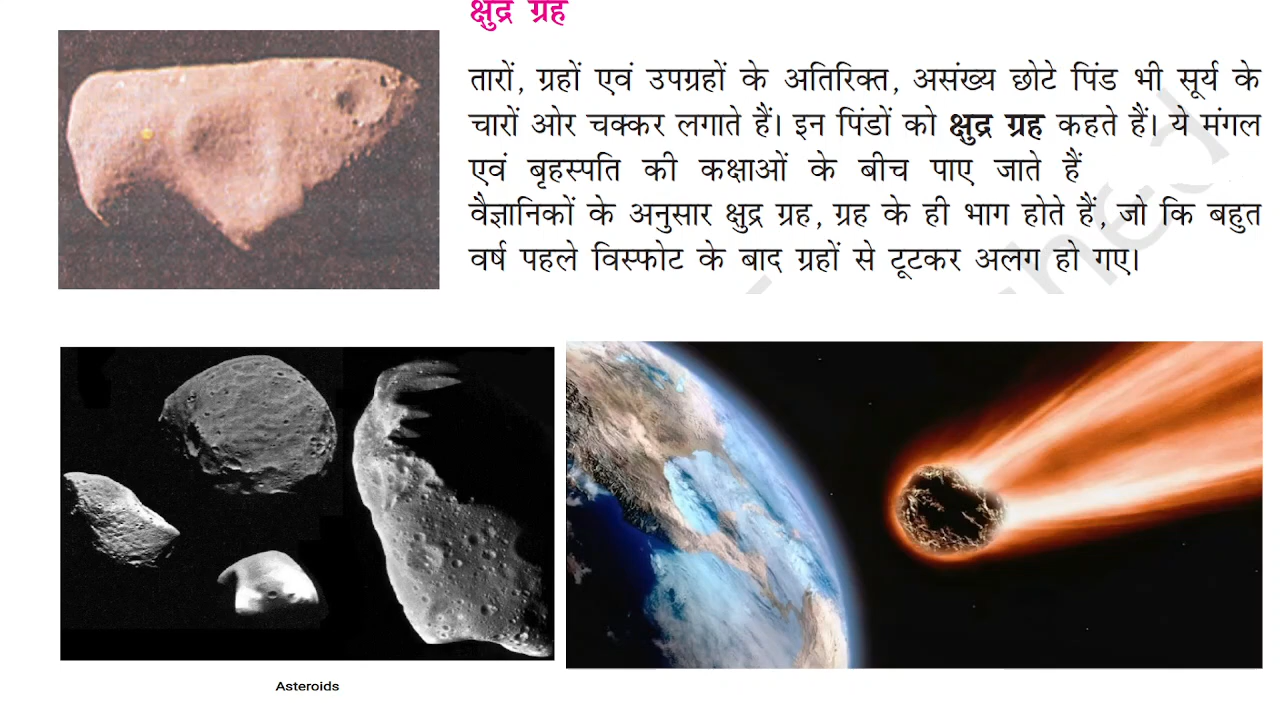 क्षुद्र ग्रह
तारों, ग्रहों एवं उपग्रहों के अतिरिक्त, असंख्य छोटे पिंड भी सूर्य के
चारों ओर चक्कर लगाते हैं। इन पिंडों को क्षुद्र ग्रह कहते हैं। ये मंगल
एवं बृहस्पति की कक्षाओं के बीच पाए जाते हैं
वैज्ञानिकों के अनुसार क्षुद्र ग्रह, ग्रह के ही भाग होते हैं, जो कि बहुत
वर्ष पहले विस्फोट के बाद ग्रहों से टूटकर अलग हो गए।
Asteroids